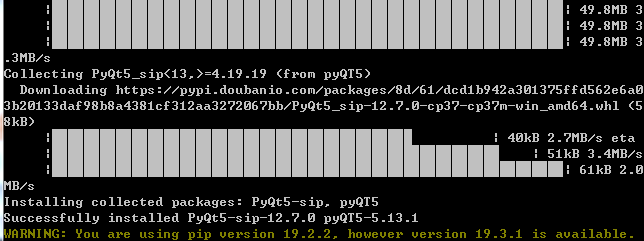 49.8MB 3
49.8MB 3
49.8MB 3
.3MB/s
Collecting PyQt5_sip<13,>=4.19.19 (from pyQT5)
Downloading https://pypi.doubanio.com/packages/8d/61/dcd1b942a301375ffd562e6a0
3b20133daf98b8a4381cf312aa3272067bb/PyQt5_sip-12.7.0-cp37-cp37m-win_amd64.whl (5
8kB)
40kB 2.7MB/s eta
51kB 3.4MB/s
61kB 2.0
MB/s
Installing collected packages: PyQt5-sip, pyQT5
Successfully installed PyQt5-sip-12.7.0 pyQT5-5.13.1
WARNING: You are using pip version 19.2.2, however version 19.3.1 is available.